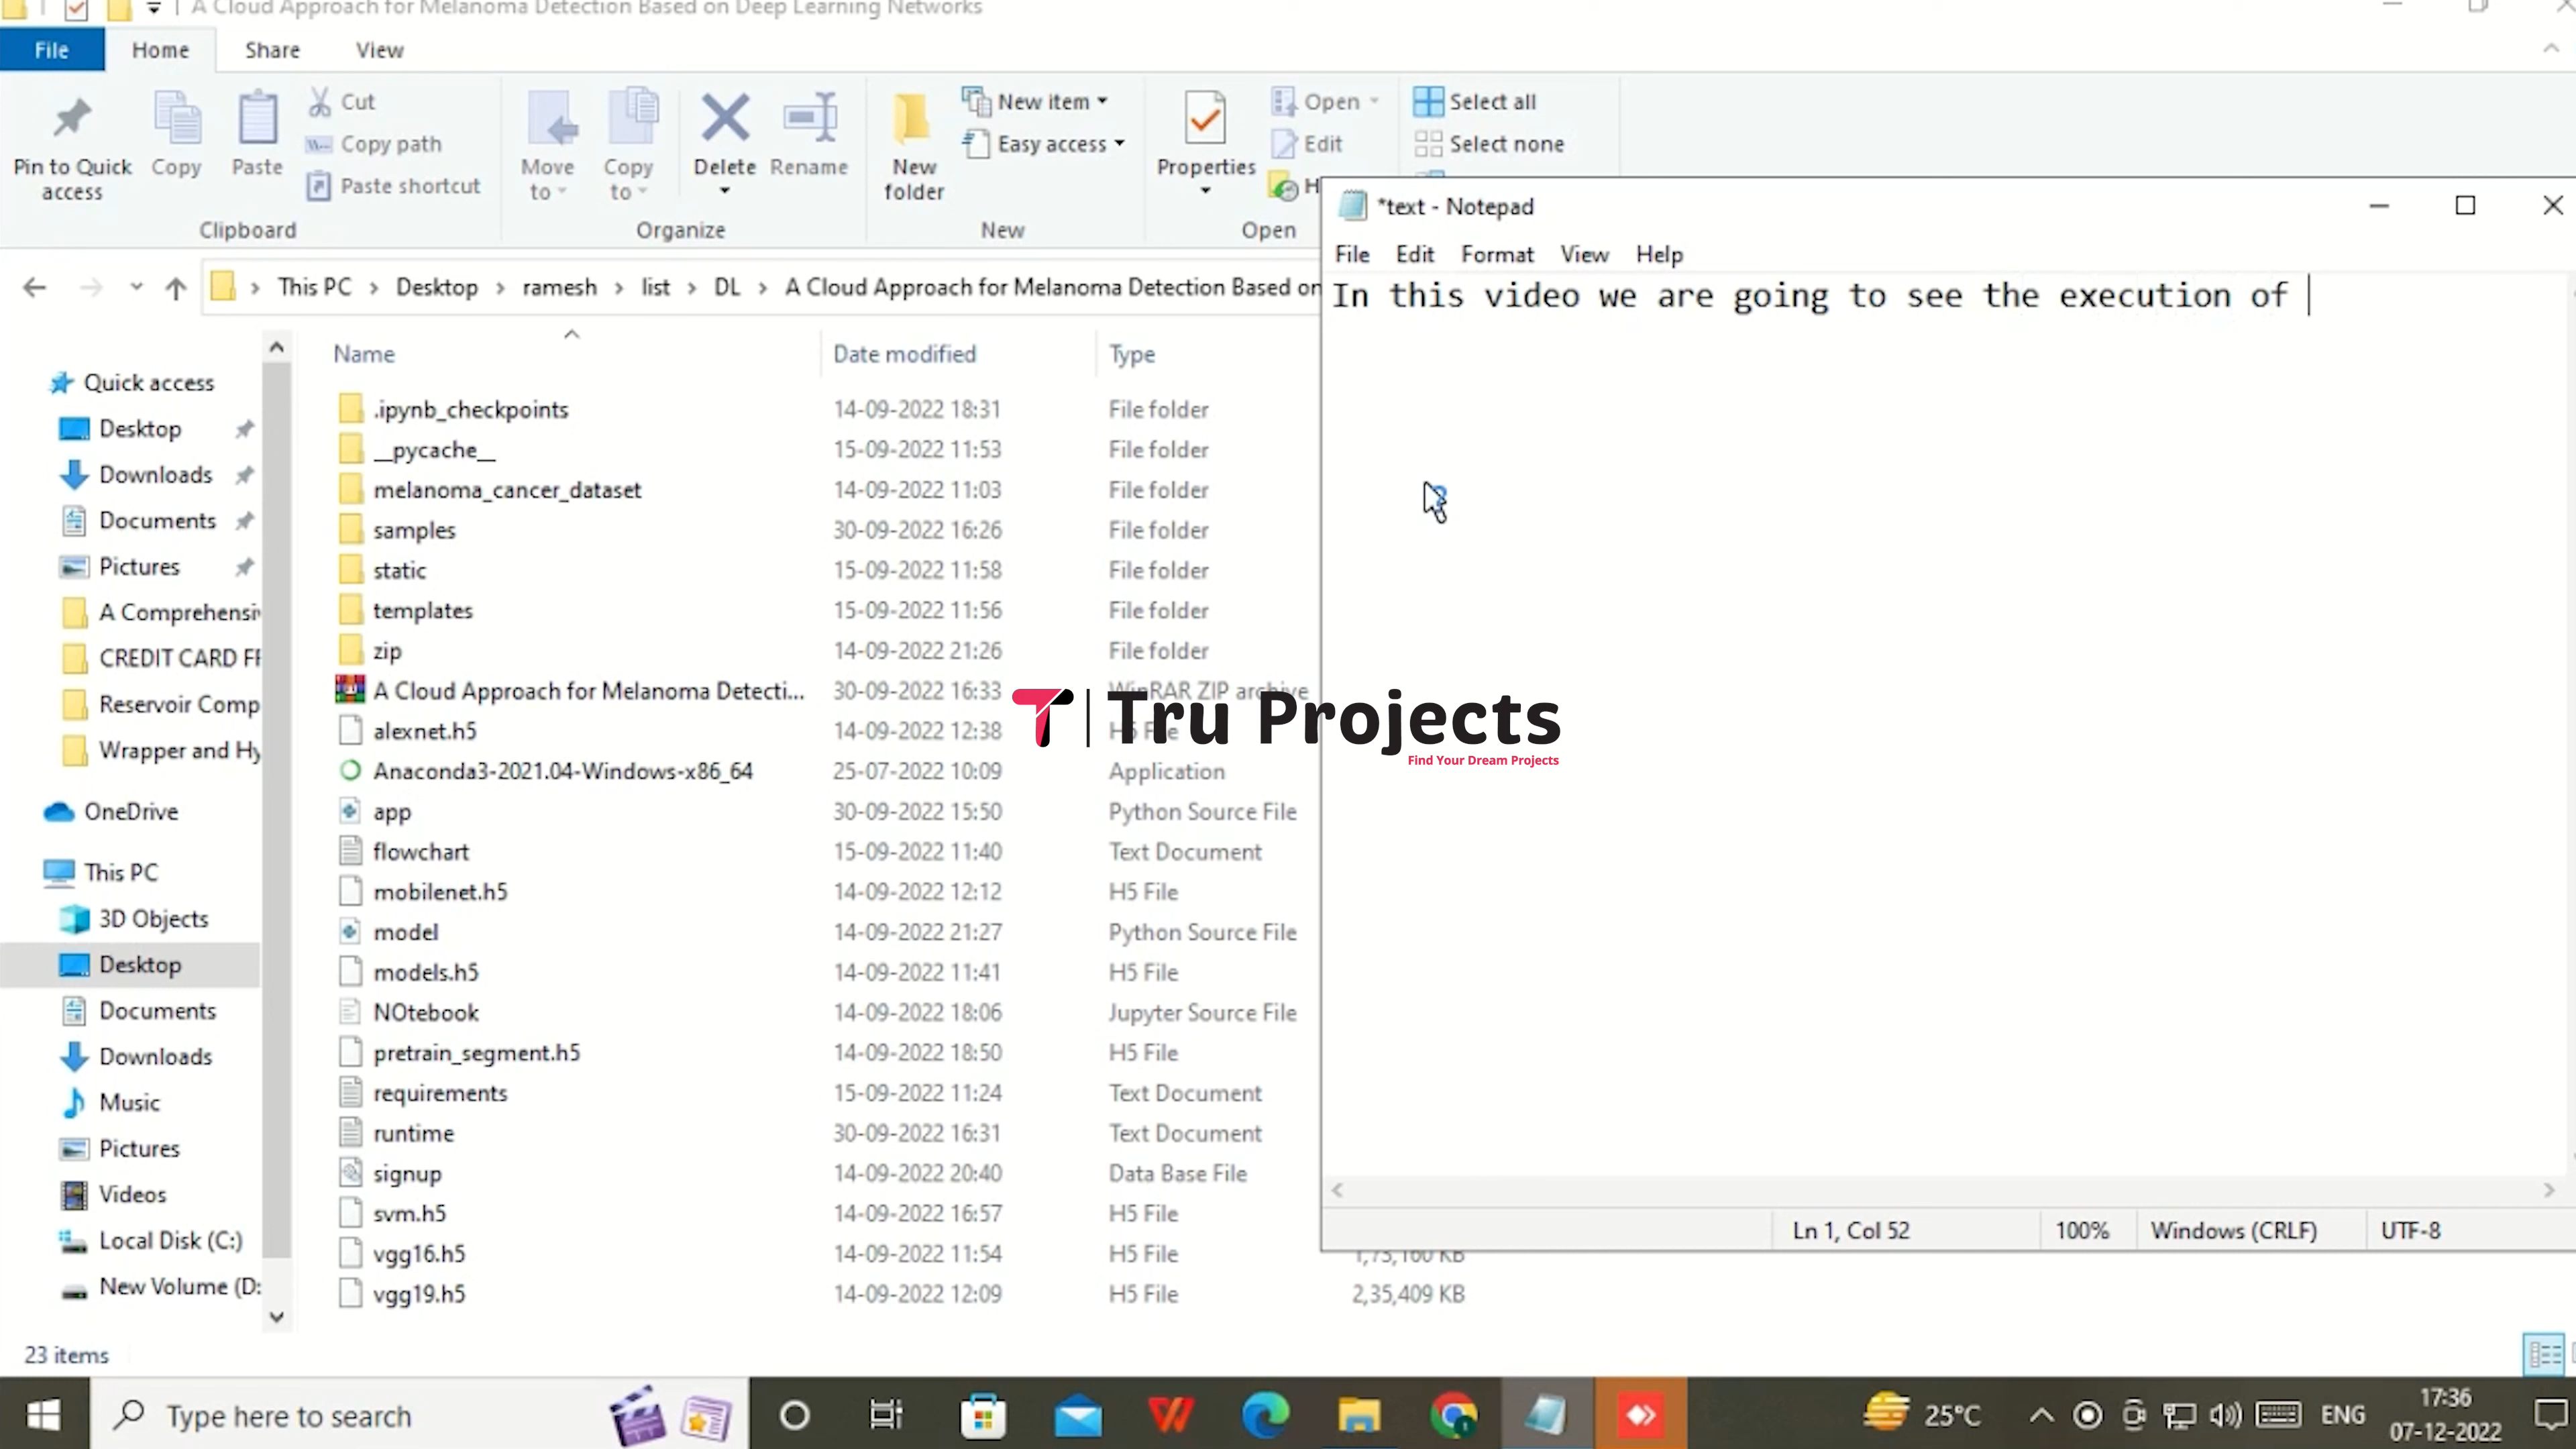 A Cloud Approach for Melanoma Detection Based on Deep Learning Networks
File Home Share View
Pin to Quick access
Copy
Paste
Cut
Copy path
Paste shortcut
Clipboard
Move to
Copy to
Delete
Rename
Organize
New folder
New item
Easy access
New
Properties
Open
Edit
H
Open
Select all
Select none
This PC > Desktop > ramesh > list > DL > A Cloud Approach for Melanoma Detection Based on
*text - Notepad
File Edit Format View Help
In this video we are going to see the execution of
Quick access
Desktop
Downloads
Documents
Pictures
A Comprehensi
CREDIT CARD FF
Reservoir Comp
Wrapper and Hy
OneDrive
This PC
3D Objects
Desktop
Documents
Downloads
Music
Pictures
Videos
Local Disk (C:)
New Volume (D:
Name Date modified Type
.ipynb_checkpoints 14-09-2022 18:31 File folder
__pycache__ 15-09-2022 11:53 File folder
melanoma_cancer_dataset 14-09-2022 11:03 File folder
samples 30-09-2022 16:26 File folder
static 15-09-2022 11:58 File folder
templates 15-09-2022 11:56 File folder
zip 14-09-2022 21:26 File folder
A Cloud Approach for Melanoma Detecti... 30-09-2022 16:33 WinRAR ZIP archive
alexnet.h5 14-09-2022 12:38 H5 File
Anaconda3-2021.04-Windows-x86_64 25-07-2022 10:09 Application
app 30-09-2022 15:50 Python Source File
flowchart 15-09-2022 11:40 Text Document
mobilenet.h5 14-09-2022 12:12 H5 File
model 14-09-2022 21:27 Python Source File
models.h5 14-09-2022 11:41 H5 File
NOtebook 14-09-2022 18:06 Jupyter Source File
pretrain_segment.h5 14-09-2022 18:50 H5 File
requirements 15-09-2022 11:24 Text Document
runtime 30-09-2022 16:31 Text Document
signup 14-09-2022 20:40 Data Base File
svm.h5 14-09-2022 16:57 H5 File
vgg16.h5 14-09-2022 11:54 H5 File 1,73,160 KB
vgg19.h5 14-09-2022 12:09 H5 File 2,35,409 KB
Tru Projects
Find Your Dream Projects
Ln 1, Col 52 100% Windows (CRLF) UTF-8
23 items
Type here to search
25°C
ENG
17:36
07-12-2022